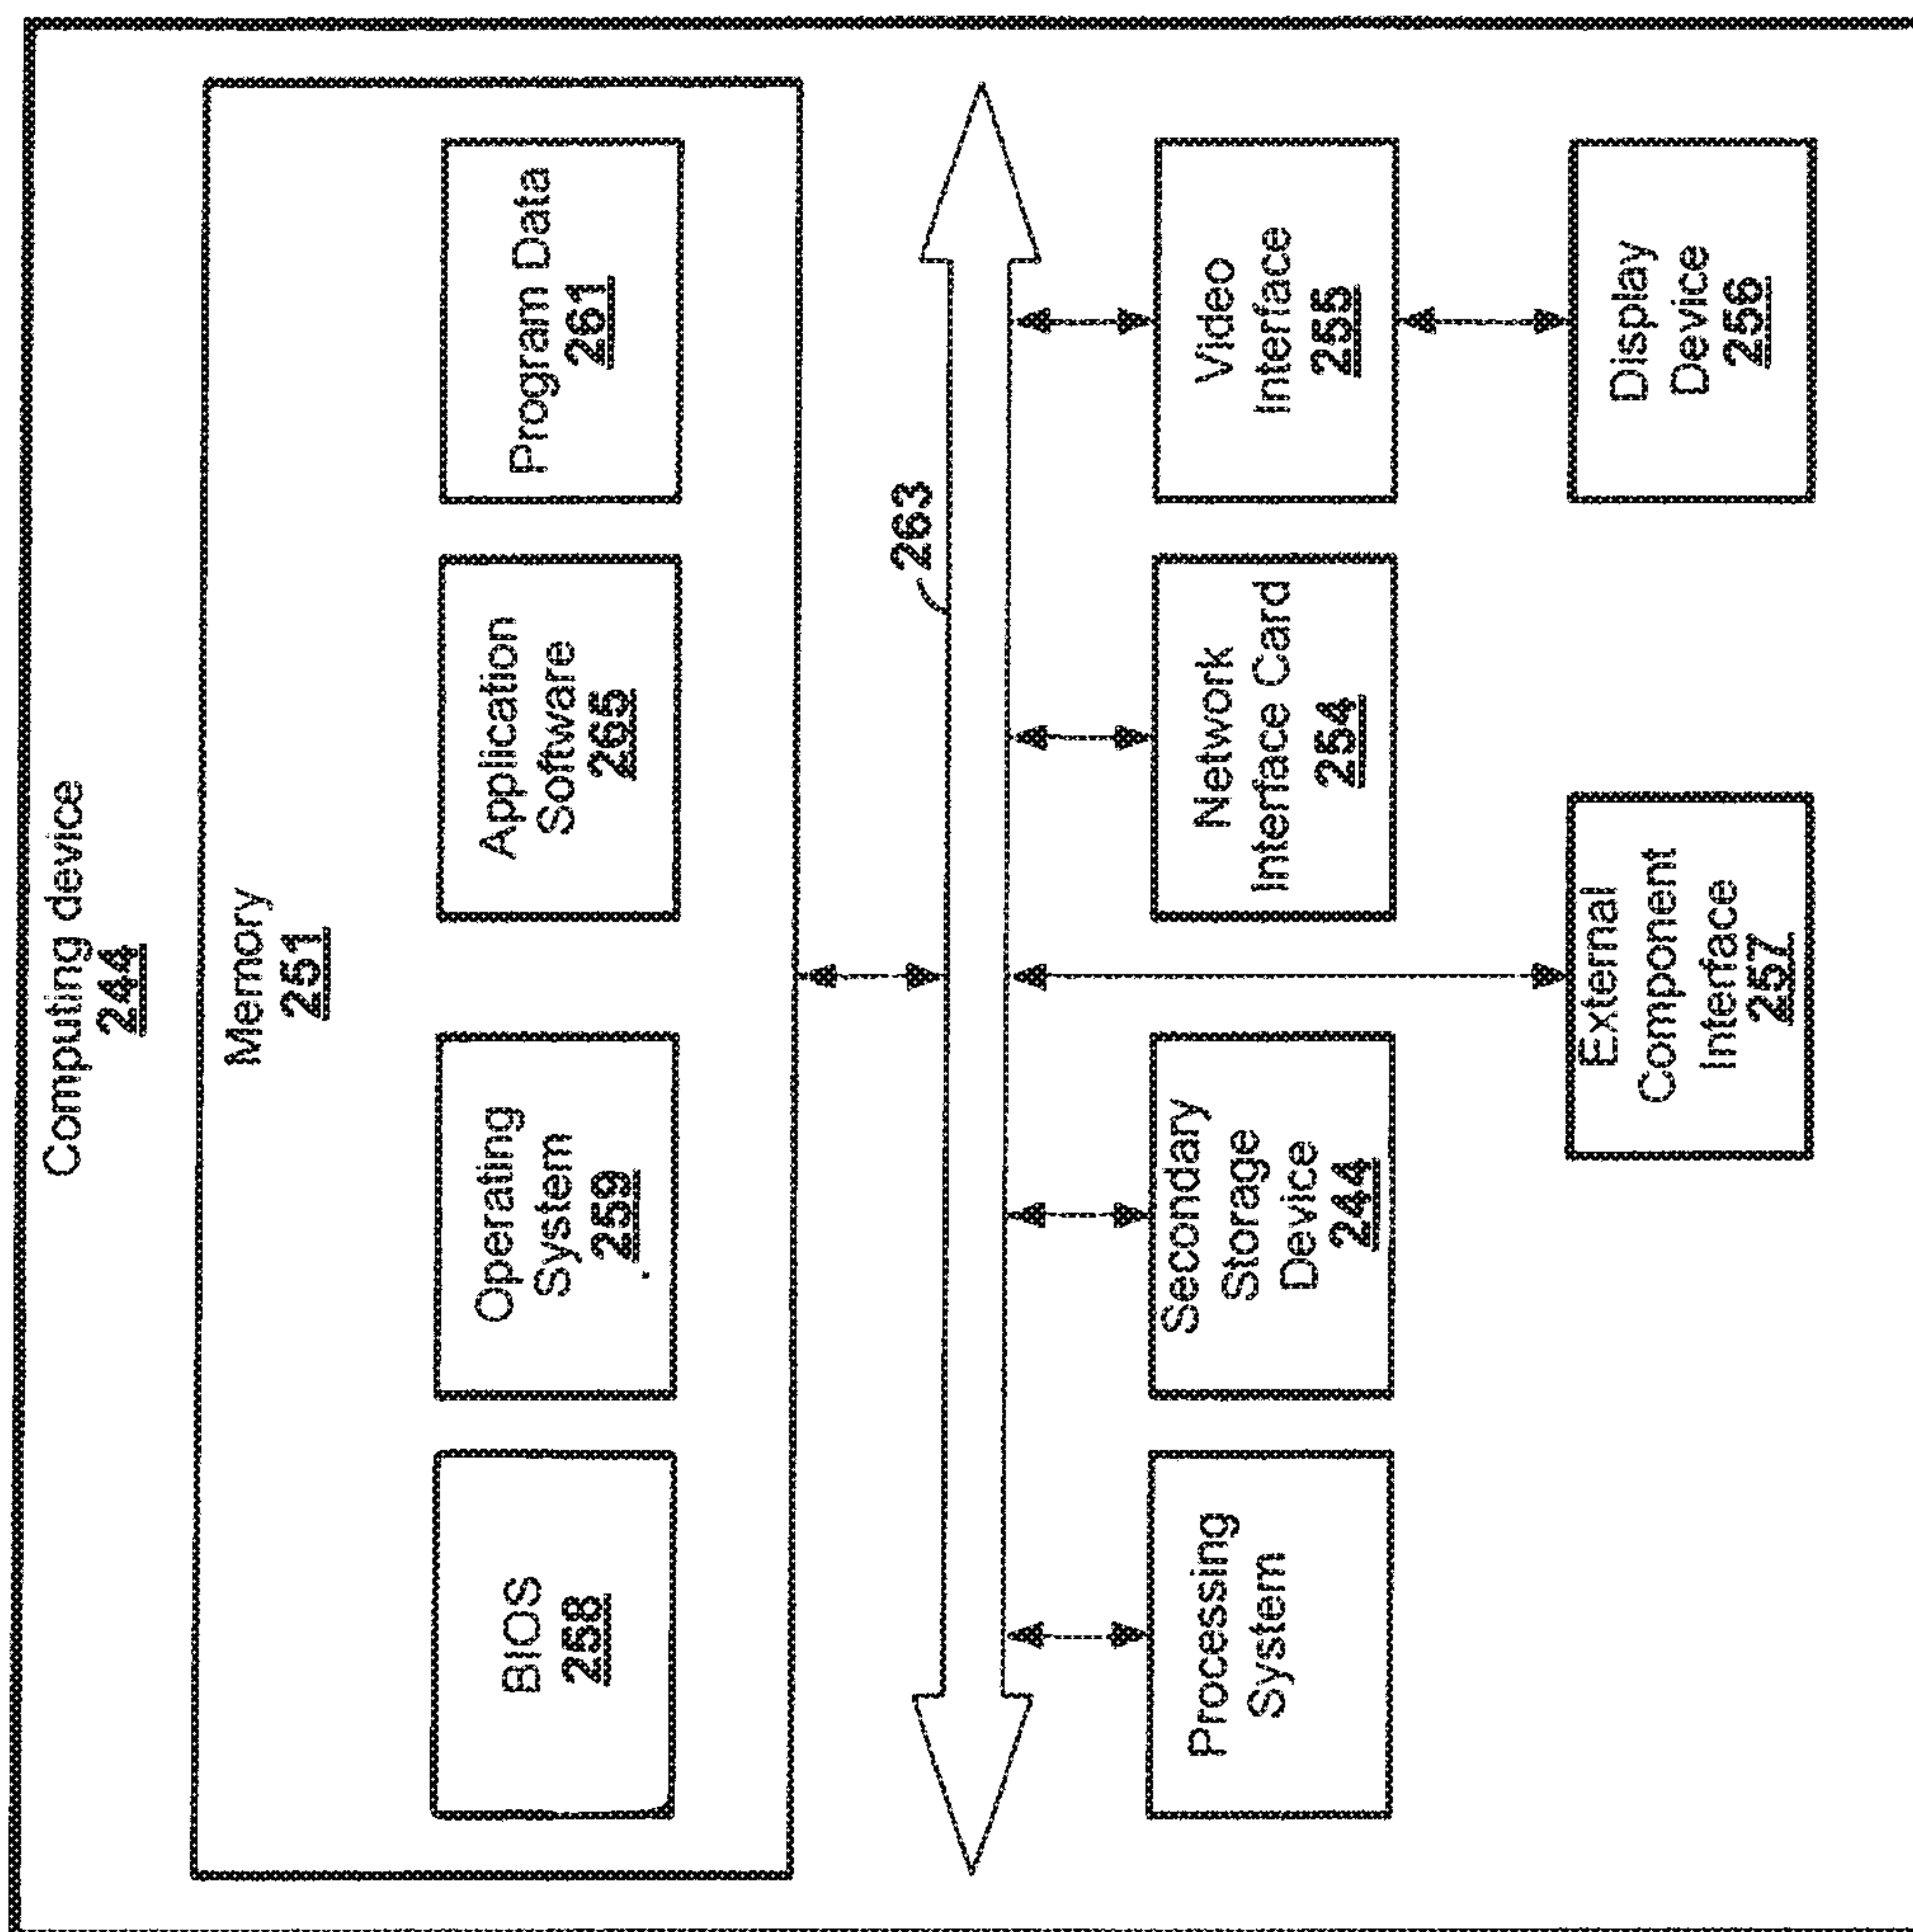 Computing device
244
Memory
251
BIOS
258
Operating
System
259
Application
Software
265
Program Data
261
263
Processing
System
Secondary
Storage
Device
244
Network
Interface Card
254
Video
Interface
255
External
Component
Interface
257
Display
Device
256